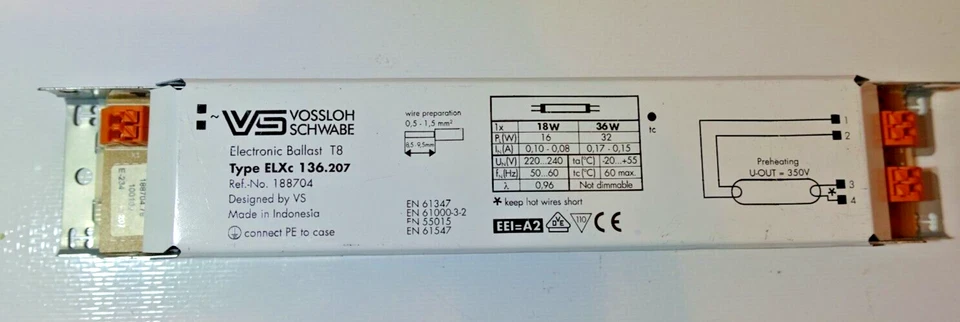 ~ VS VOSSLOH
SCHWABE
Electronic Ballast T8
Type ELXc 136.207
Ref.-No. 188704
Designed by VS
Made in Indonesia
connect PE to case
wire preparation
0,5 - 1,5 mm²
8,5 - 9,5mm
EN 61347
EN 61000-3-2
EN 55015
EN 61547
1x 18W 36W
P (W) 16 32
I (A) 0,10 - 0,08 0,17 - 0,15
U (V) 220...240 ta (°C) -20...+55
f (Hz) 50...60 tc (°C) 60 max.
λ 0,96 Not dimmable
* keep hot wires short
EEI=A2 VDE 110 CE
tc
1
2
Preheating
U-OUT = 350V
3
* 4
188704
E-234